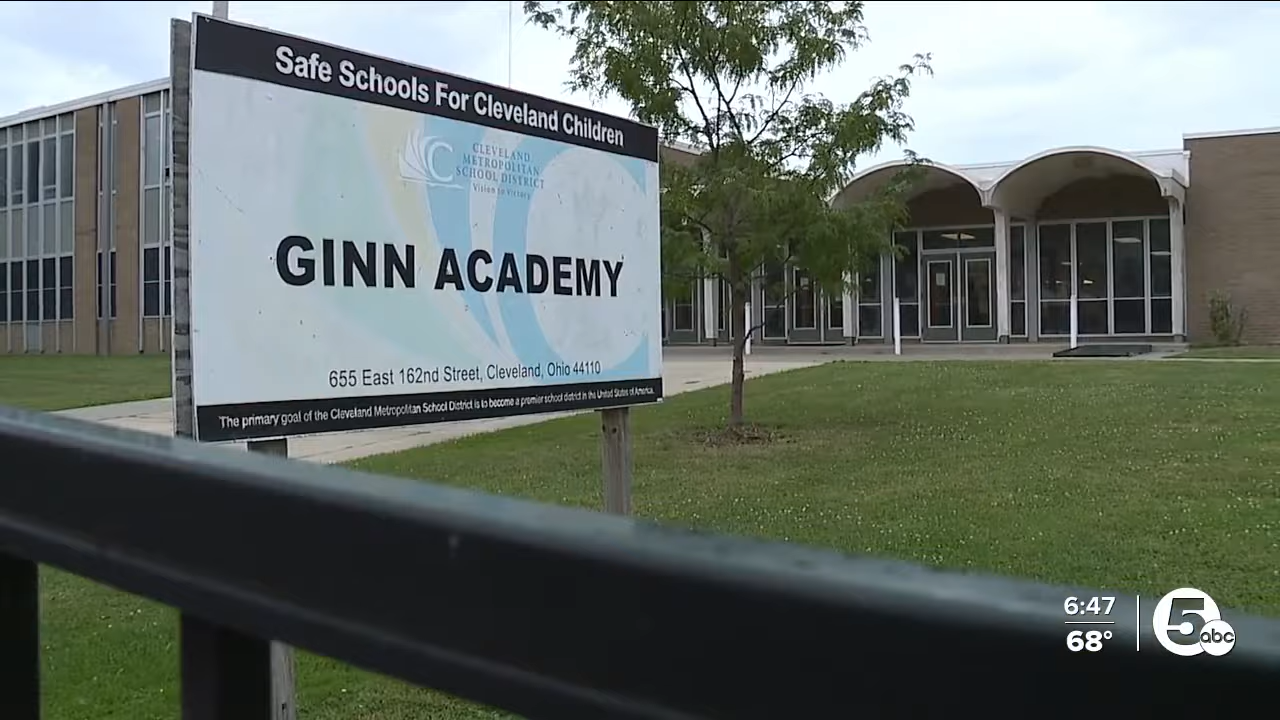 Safe Schools For Cleveland Children
CLEVELAND
METROPOLITAN
SCHOOL DISTRICT
Vision to Victory
GINN ACADEMY
655 East 162nd Street, Cleveland, Ohio 44110
The primary goal of the Cleveland Metropolitan School District is to become a premier school district in the United States of America.
6:47
68°
5
abc